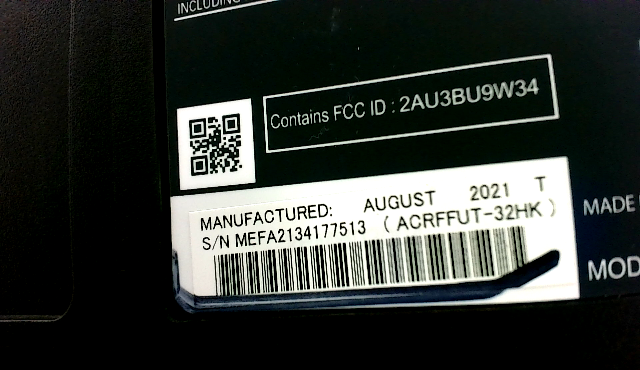 INCLUDING
Contains FCC ID : 2AU3BU9W34
MANUFACTURED: AUGUST 2021 T
S/N MEFA2134177513 ( ACRFFUT-32HK )
MADE
MOD